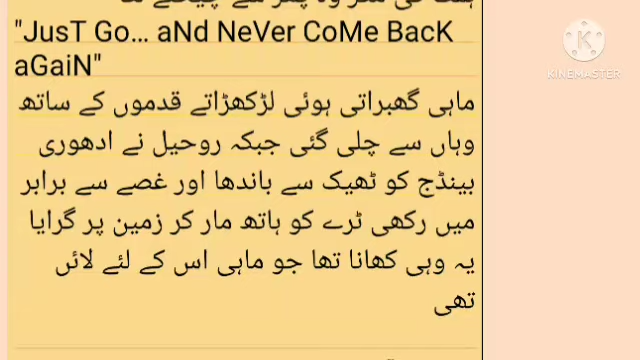 "JusT Go... aNd NeVer CoMe BacK
aGaiN"
ماہی گھبراتی ہوئی لڑکھڑاتے قدموں کے ساتھ
وہاں سے چلی گئی جبکہ روحیل نے ادھوری
بینڈج کو ٹھیک سے باندھا اور غصے سے برابر
میں رکھی ٹرے کو ہاتھ مار کر زمین پر گرایا
یہ وہی کھانا تھا جو ماہی اس کے لئے لائں
تھی
KINEMASTER